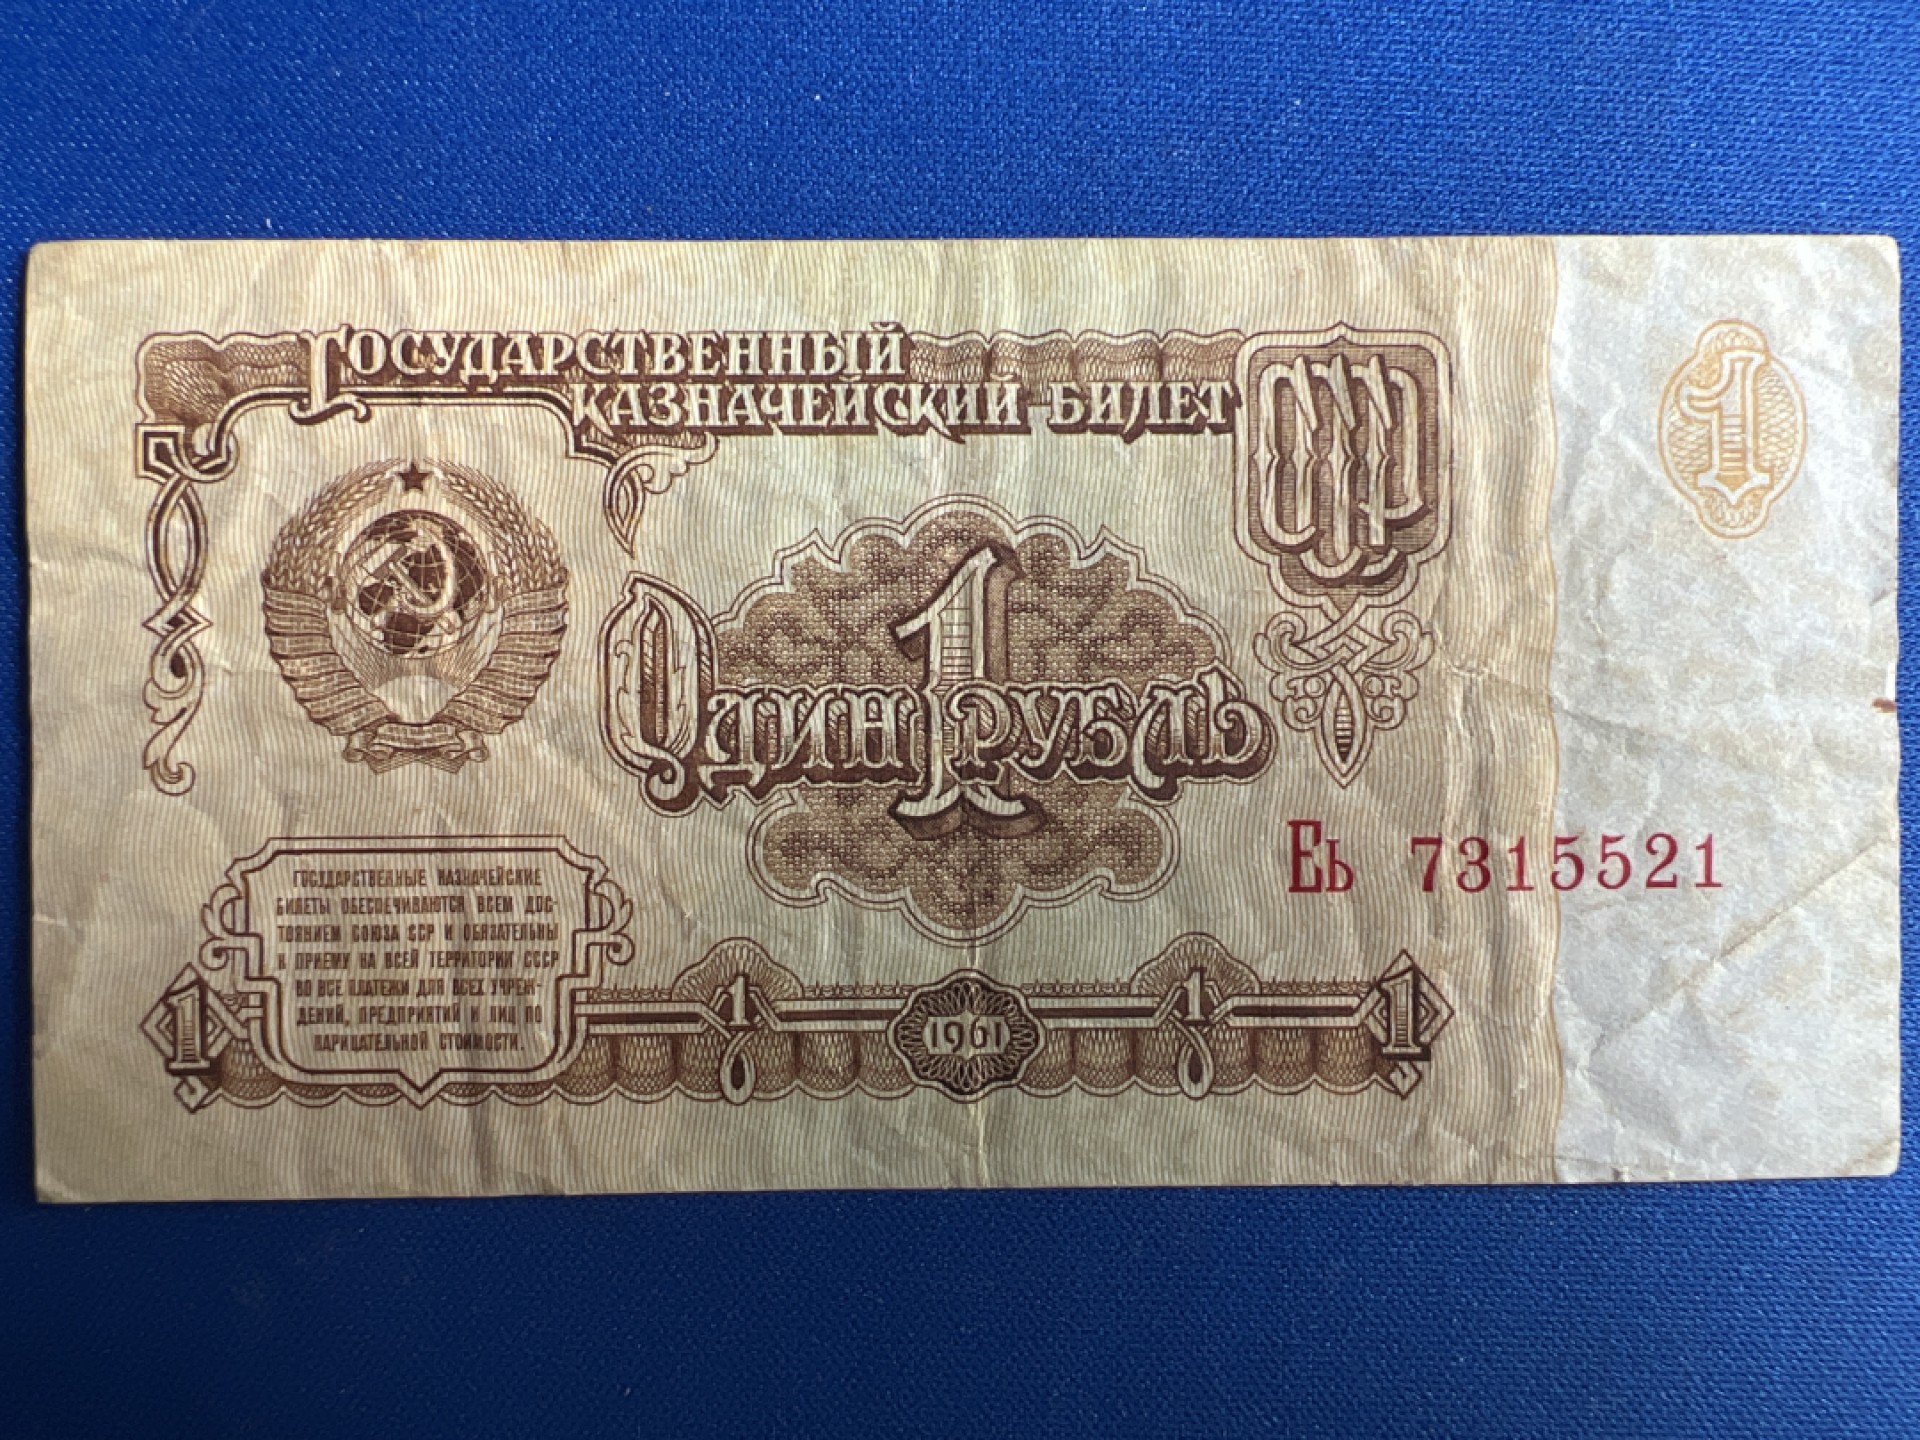 ГОСУДАРСТВЕННЫЙ
КАЗНАЧЕЙСКИЙ БИЛЕТ
СССР
1
1
ОДИН РУБЛЬ
Еь 7315521
ГОСУДАРСТВЕННЫЕ КАЗНАЧЕЙСКИЕ
БИЛЕТЫ ОБЕСПЕЧИВАЮТСЯ ВСЕМ ДОС-
ТОЯНИЕМ СОЮЗА ССР И ОБЯЗАТЕЛЬНЫ
К ПРИЕМУ НА ВСЕЙ ТЕРРИТОРИИ СССР
ВО ВСЕ ПЛАТЕЖИ ДЛЯ ВСЕХ УЧРЕЖ-
ДЕНИЙ, ПРЕДПРИЯТИЙ И ЛИЦ ПО
НАРИЦАТЕЛЬНОЙ СТОИМОСТИ.
1 1 1961 1 1